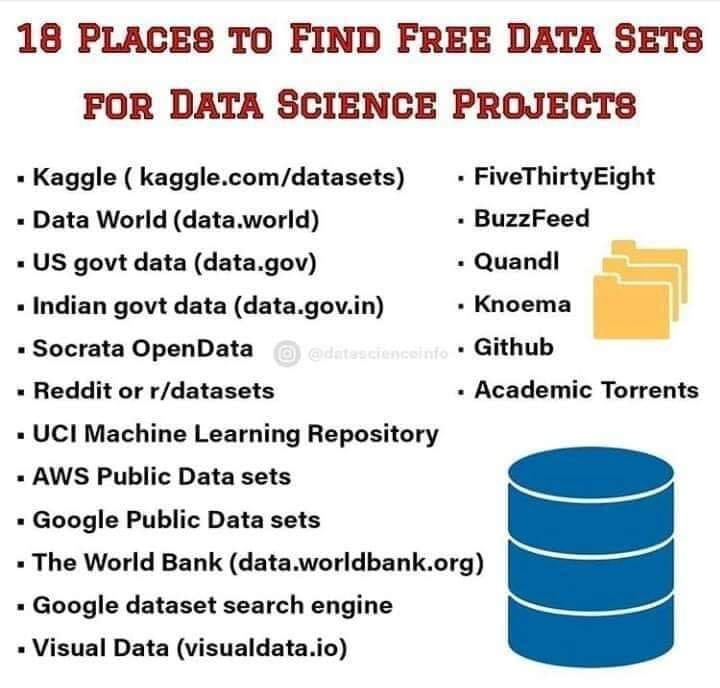 18 Places to Find Free Data Sets
for Data Science Projects
▪ Kaggle ( kaggle.com/datasets)
▪ Data World (data.world)
▪ US govt data (data.gov)
▪ Indian govt data (data.gov.in)
▪ Socrata OpenData
▪ Reddit or r/datasets
▪ UCI Machine Learning Repository
▪ AWS Public Data sets
▪ Google Public Data sets
▪ The World Bank (data.worldbank.org)
▪ Google dataset search engine
▪ Visual Data (visualdata.io)
▪ FiveThirtyEight
▪ BuzzFeed
▪ Quandl
▪ Knoema
▪ Github
▪ Academic Torrents
@datascienceinfo